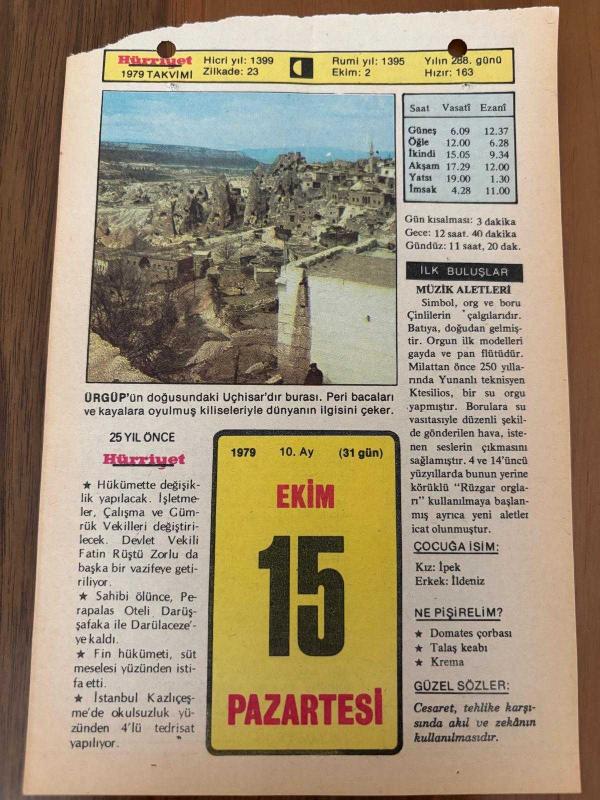 Hürriyet
1979 TAKVİMİ
Hicri yıl: 1399
Zilkade: 23
Rumi yıl: 1395
Ekim: 2
Yılın 288. günü
Hızır: 163
Saat Vasatî Ezanî
Güneş 6.09 12.37
Öğle 12.00 6.28
İkindi 15.05 9.34
Akşam 17.29 12.00
Yatsı 19.00 1.30
İmsak 4.28 11.00
Gün kısalması: 3 dakika
Gece: 12 saat. 40 dakika
Gündüz: 11 saat, 20 dak.
İLK BULUŞLAR
MÜZİK ALETLERİ
Simbol, org ve boru
Çinlilerin çalgılarıdır.
Batıya, doğudan gelmiş-
tir. Orgun ilk modelleri
gayda ve pan flütüdür.
Milattan önce 250 yılla-
rında Yunanlı teknisyen
Ktesilios, bir su orgu
yapmıştır. Borulara su
vasıtasiyle düzenli şekil-
de gönderilen hava, iste-
nen seslerin çıkmasını
sağlamıştır. 4 ve 14'üncü
yüzyıllarda bunun yerine
körüklü "Rüzgar orgla-
rı" kullanılmaya başlan-
mış ayrıca yeni aletler
icat olunmuştur.
ÇOCUĞA İSİM:
Kız: İpek
Erkek: İldeniz
NE PİŞİRELİM?
★ Domates çorbası
★ Talaş keabı
★ Krema
GÜZEL SÖZLER:
Cesaret, tehlike karşı-
sında akıl ve zekânın
kullanılmasıdır.
ÜRGÜP'ün doğusundaki Uçhisar'dır burası. Peri bacaları
ve kayalara oyulmuş kiliseleriyle dünyanın ilgisini çeker.
25 YIL ÖNCE
Hürriyet
★ Hükümette değişik-
lik yapılacak. İşletme-
ler, Çalışma ve Güm-
rük Vekilleri değiştiri-
lecek. Devlet Vekili
Fatin Rüştü Zorlu da
başka bir vazifeye geti-
riliyor.
★ Sahibi ölünce, Pe-
rapalas Oteli Darüş-
şafaka ile Darülaceze'-
ye kaldı.
★ Fin hükümeti, süt
meselesi yüzünden isti-
fa etti.
★ İstanbul Kazlıçeş-
me'de okulsuzluk yü-
zünden 4'lü tedrisat
yapılıyor.
1979 10. Ay (31 gün)
EKİM
15
PAZARTESİ